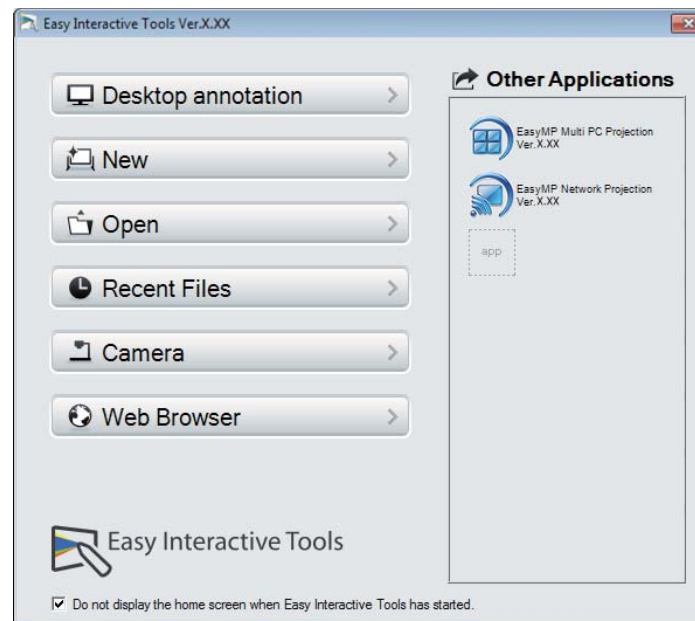 Easy Interactive Tools Ver.X.XX
Desktop annotation
New
Open
Recent Files
Camera
Web Browser
Other Applications
EasyMP Multi PC Projection
Ver.X.XX
EasyMP Network Projection
Ver.X.XX
app
Easy Interactive Tools
Do not display the home screen when Easy Interactive Tools has started.